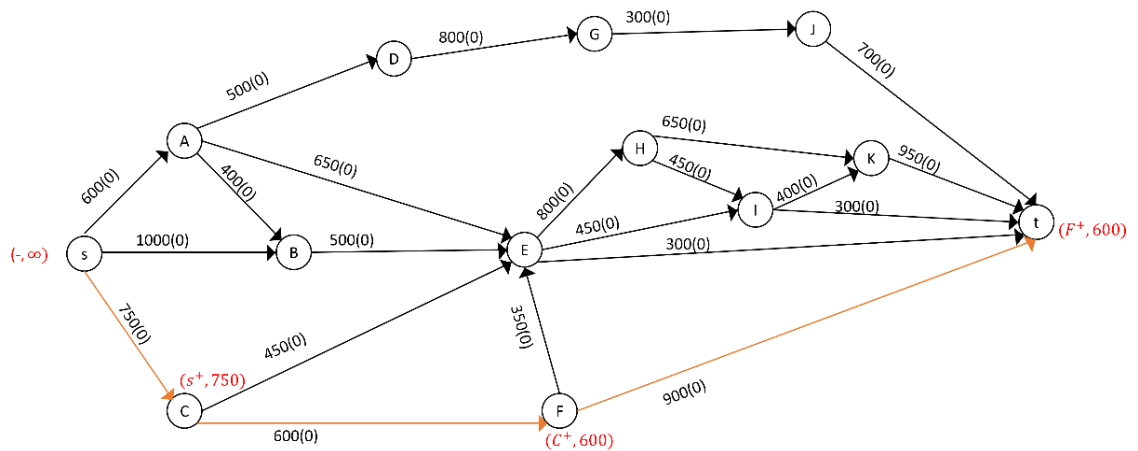 300(0)
J
G
800(0)
D
700(0)
500(0)
A
650(0)
H
K
950(0)
650(0)
450(0)
600(0)
400(0)
800(0)
400(0)
I
300(0)
t
(F⁺, 600)
1000(0)
500(0)
450(0)
(-, ∞)
s
B
E
300(0)
750(0)
450(0)
350(0)
(s⁺, 750)
C
F
900(0)
600(0)
(C⁺, 600)